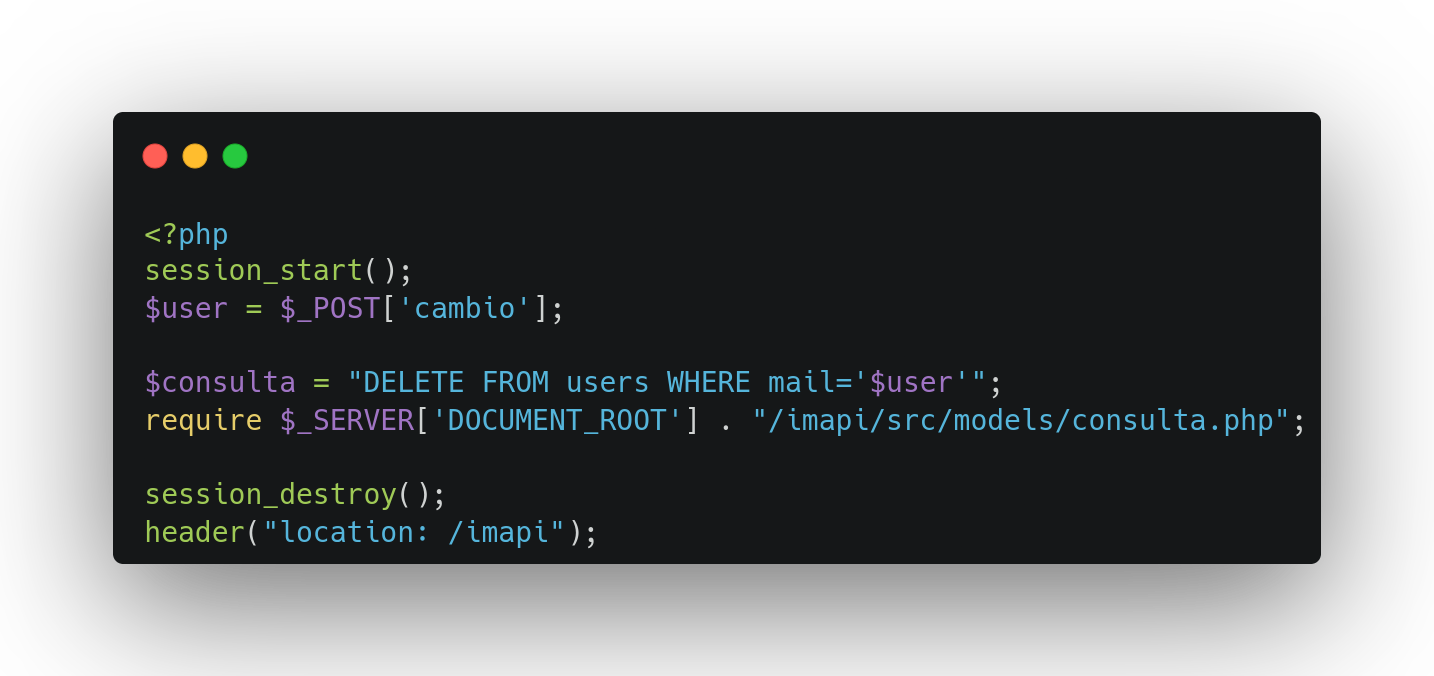 <?php
session_start();
$user = $_POST['cambio'];
$consulta = "DELETE FROM users WHERE mail='$user'";
require $_SERVER['DOCUMENT_ROOT'] . "/imapi/src/models/consulta.php";
session_destroy();
header("location: /imapi");